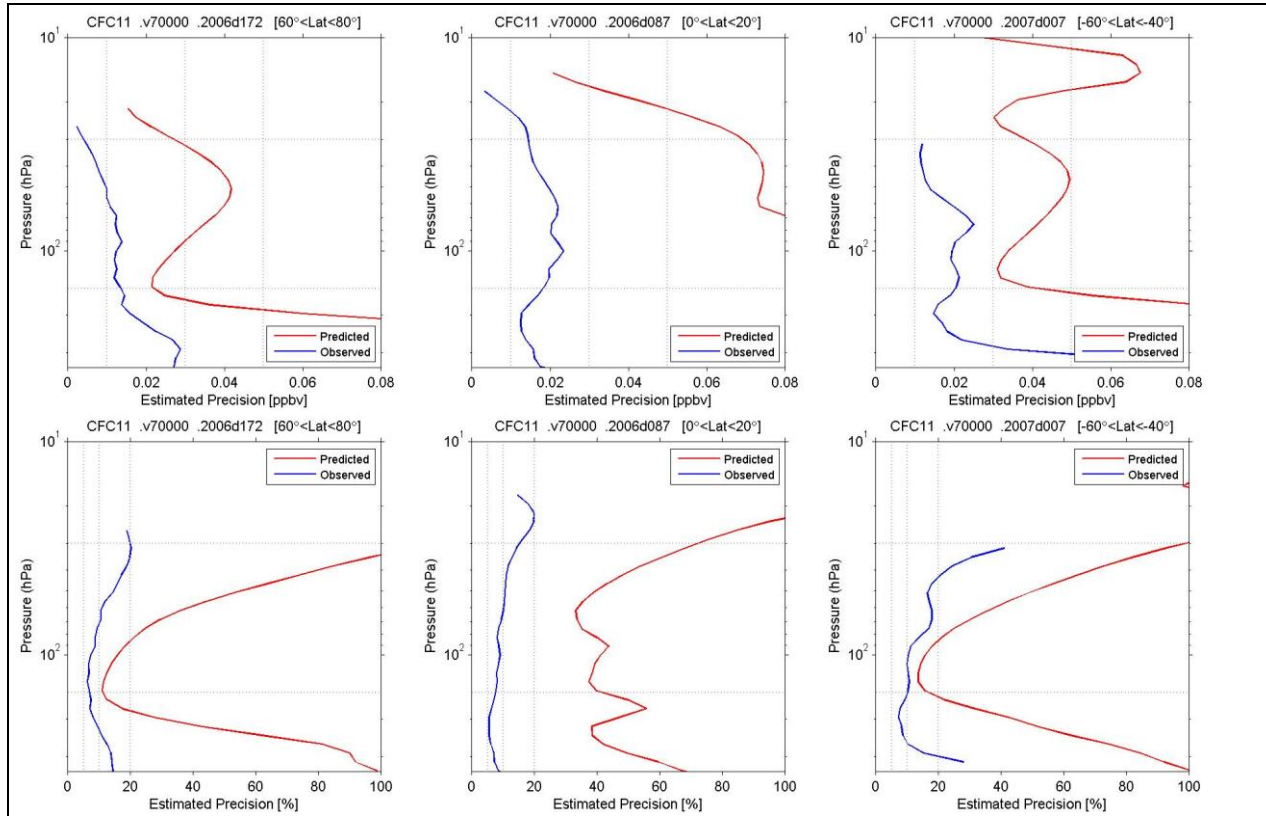 CFC11 .v70000 .2006d172 [60°<Lat<80°]
10¹
10²
Pressure (hPa)
Predicted
Observed
0 0.02 0.04 0.06 0.08
Estimated Precision [ppbv]
CFC11 .v70000 .2006d087 [0°<Lat<20°]
10¹
10²
Pressure (hPa)
Predicted
Observed
0 0.02 0.04 0.06 0.08
Estimated Precision [ppbv]
CFC11 .v70000 .2007d007 [-60°<Lat<-40°]
10¹
10²
Pressure (hPa)
Predicted
Observed
0 0.02 0.04 0.06 0.08
Estimated Precision [ppbv]
CFC11 .v70000 .2006d172 [60°<Lat<80°]
10¹
10²
Pressure (hPa)
Predicted
Observed
0 20 40 60 80 100
Estimated Precision [%]
CFC11 .v70000 .2006d087 [0°<Lat<20°]
10¹
10²
Pressure (hPa)
Predicted
Observed
0 20 40 60 80 100
Estimated Precision [%]
CFC11 .v70000 .2007d007 [-60°<Lat<-40°]
10¹
10²
Pressure (hPa)
Predicted
Observed
0 20 40 60 80 100
Estimated Precision [%]